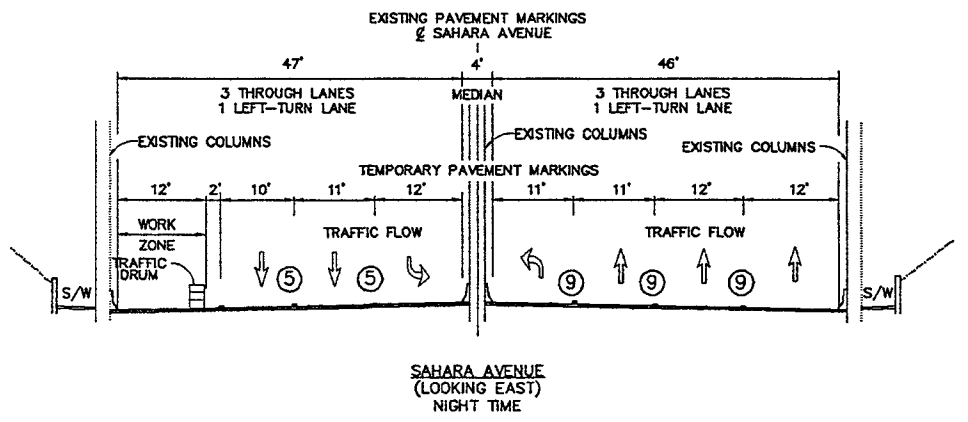 EXISTING PAVEMENT MARKINGS
℄ SAHARA AVENUE
47' 4' 46'
3 THROUGH LANES MEDIAN 3 THROUGH LANES
1 LEFT-TURN LANE 1 LEFT-TURN LANE
EXISTING COLUMNS EXISTING COLUMNS EXISTING COLUMNS
TEMPORARY PAVEMENT MARKINGS
12' 2' 10' 11' 12' 11' 11' 12' 12'
WORK
ZONE
TRAFFIC FLOW TRAFFIC FLOW
TRAFFIC
DRUM
5 5 9 9 9
S/W S/W
SAHARA AVENUE
(LOOKING EAST)
NIGHT TIME